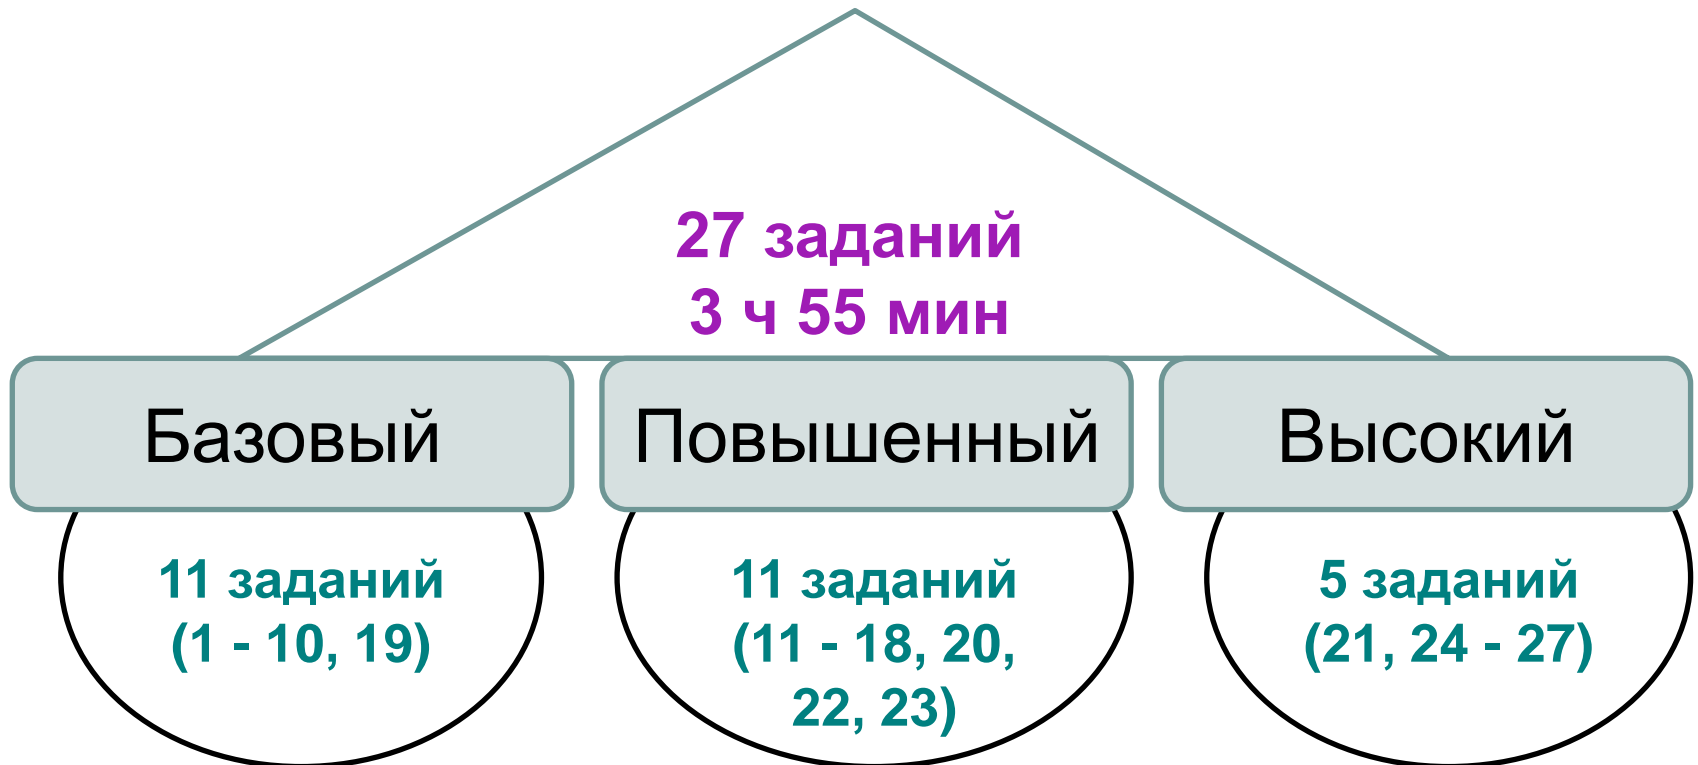 27 заданий
3 ч 55 мин
Базовый
Повышенный
Высокий
11 заданий
(1 - 10, 19)
11 заданий
(11 - 18, 20,
22, 23)
5 заданий
(21, 24 - 27)